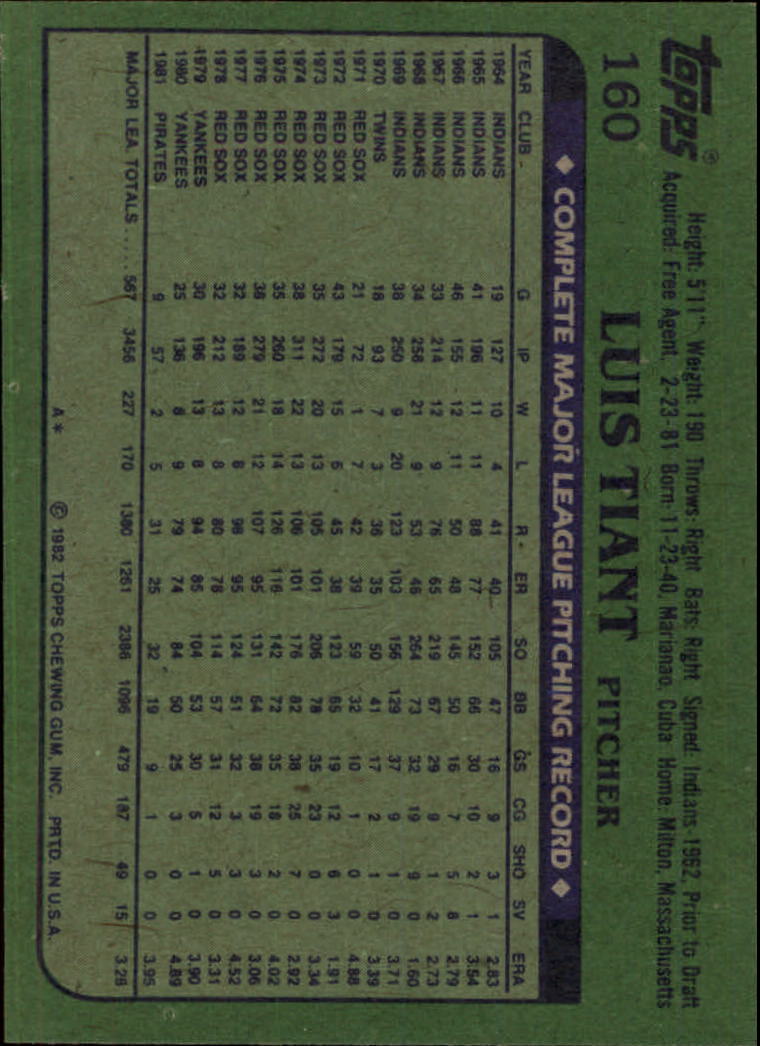 topps®
Height: 5'11" Weight: 190 Throws: Right Bats: Right Signed: Indians 1962, Prior to Draft
Acquired: Free Agent, 2-23-81 Born: 11-23-40, Marianao, Cuba Home: Milton, Massachusetts
160 LUIS TIANT PITCHER
◆ COMPLETE MAJOR LEAGUE PITCHING RECORD ◆
YEAR CLUB G IP W L R ER SO BB GS CG SHO SV ERA
1964 INDIANS 19 127 10 4 41 40 105 47 16 9 3 1 2.83
1965 INDIANS 41 196 11 11 88 77 152 66 30 10 2 1 3.54
1966 INDIANS 46 155 12 11 50 48 145 50 16 7 5 8 2.79
1967 INDIANS 33 214 12 9 76 65 219 67 29 9 1 2 2.73
1968 INDIANS 34 258 21 9 53 46 264 73 32 19 9 0 1.60
1969 INDIANS 38 250 9 20 123 103 156 129 37 9 1 0 3.71
1970 TWINS 18 93 7 3 36 35 50 41 17 2 1 0 3.39
1971 RED SOX 21 72 1 7 42 39 59 32 10 1 0 0 4.88
1972 RED SOX 43 179 15 6 45 38 123 65 19 12 6 3 1.91
1973 RED SOX 35 272 20 13 105 101 206 78 35 23 0 0 3.34
1974 RED SOX 38 311 22 13 106 101 176 82 38 25 7 0 2.92
1975 RED SOX 35 260 18 14 126 116 142 72 35 18 2 0 4.02
1976 RED SOX 38 279 21 12 107 95 131 64 38 19 3 0 3.06
1977 RED SOX 32 189 12 8 98 95 124 51 32 3 3 0 4.52
1978 RED SOX 32 212 13 8 80 78 114 57 31 12 5 0 3.31
1979 YANKEES 30 196 13 8 94 85 104 53 30 5 1 0 3.90
1980 YANKEES 25 136 8 9 79 74 84 50 25 3 0 0 4.89
1981 PIRATES 9 57 2 5 31 25 32 19 9 1 0 0 3.95
MAJOR LEA. TOTALS ..... 567 3456 227 170 1380 1261 2386 1096 479 187 49 15 3.28
A* © 1982 TOPPS CHEWING GUM, INC. PRTD. IN U.S.A.